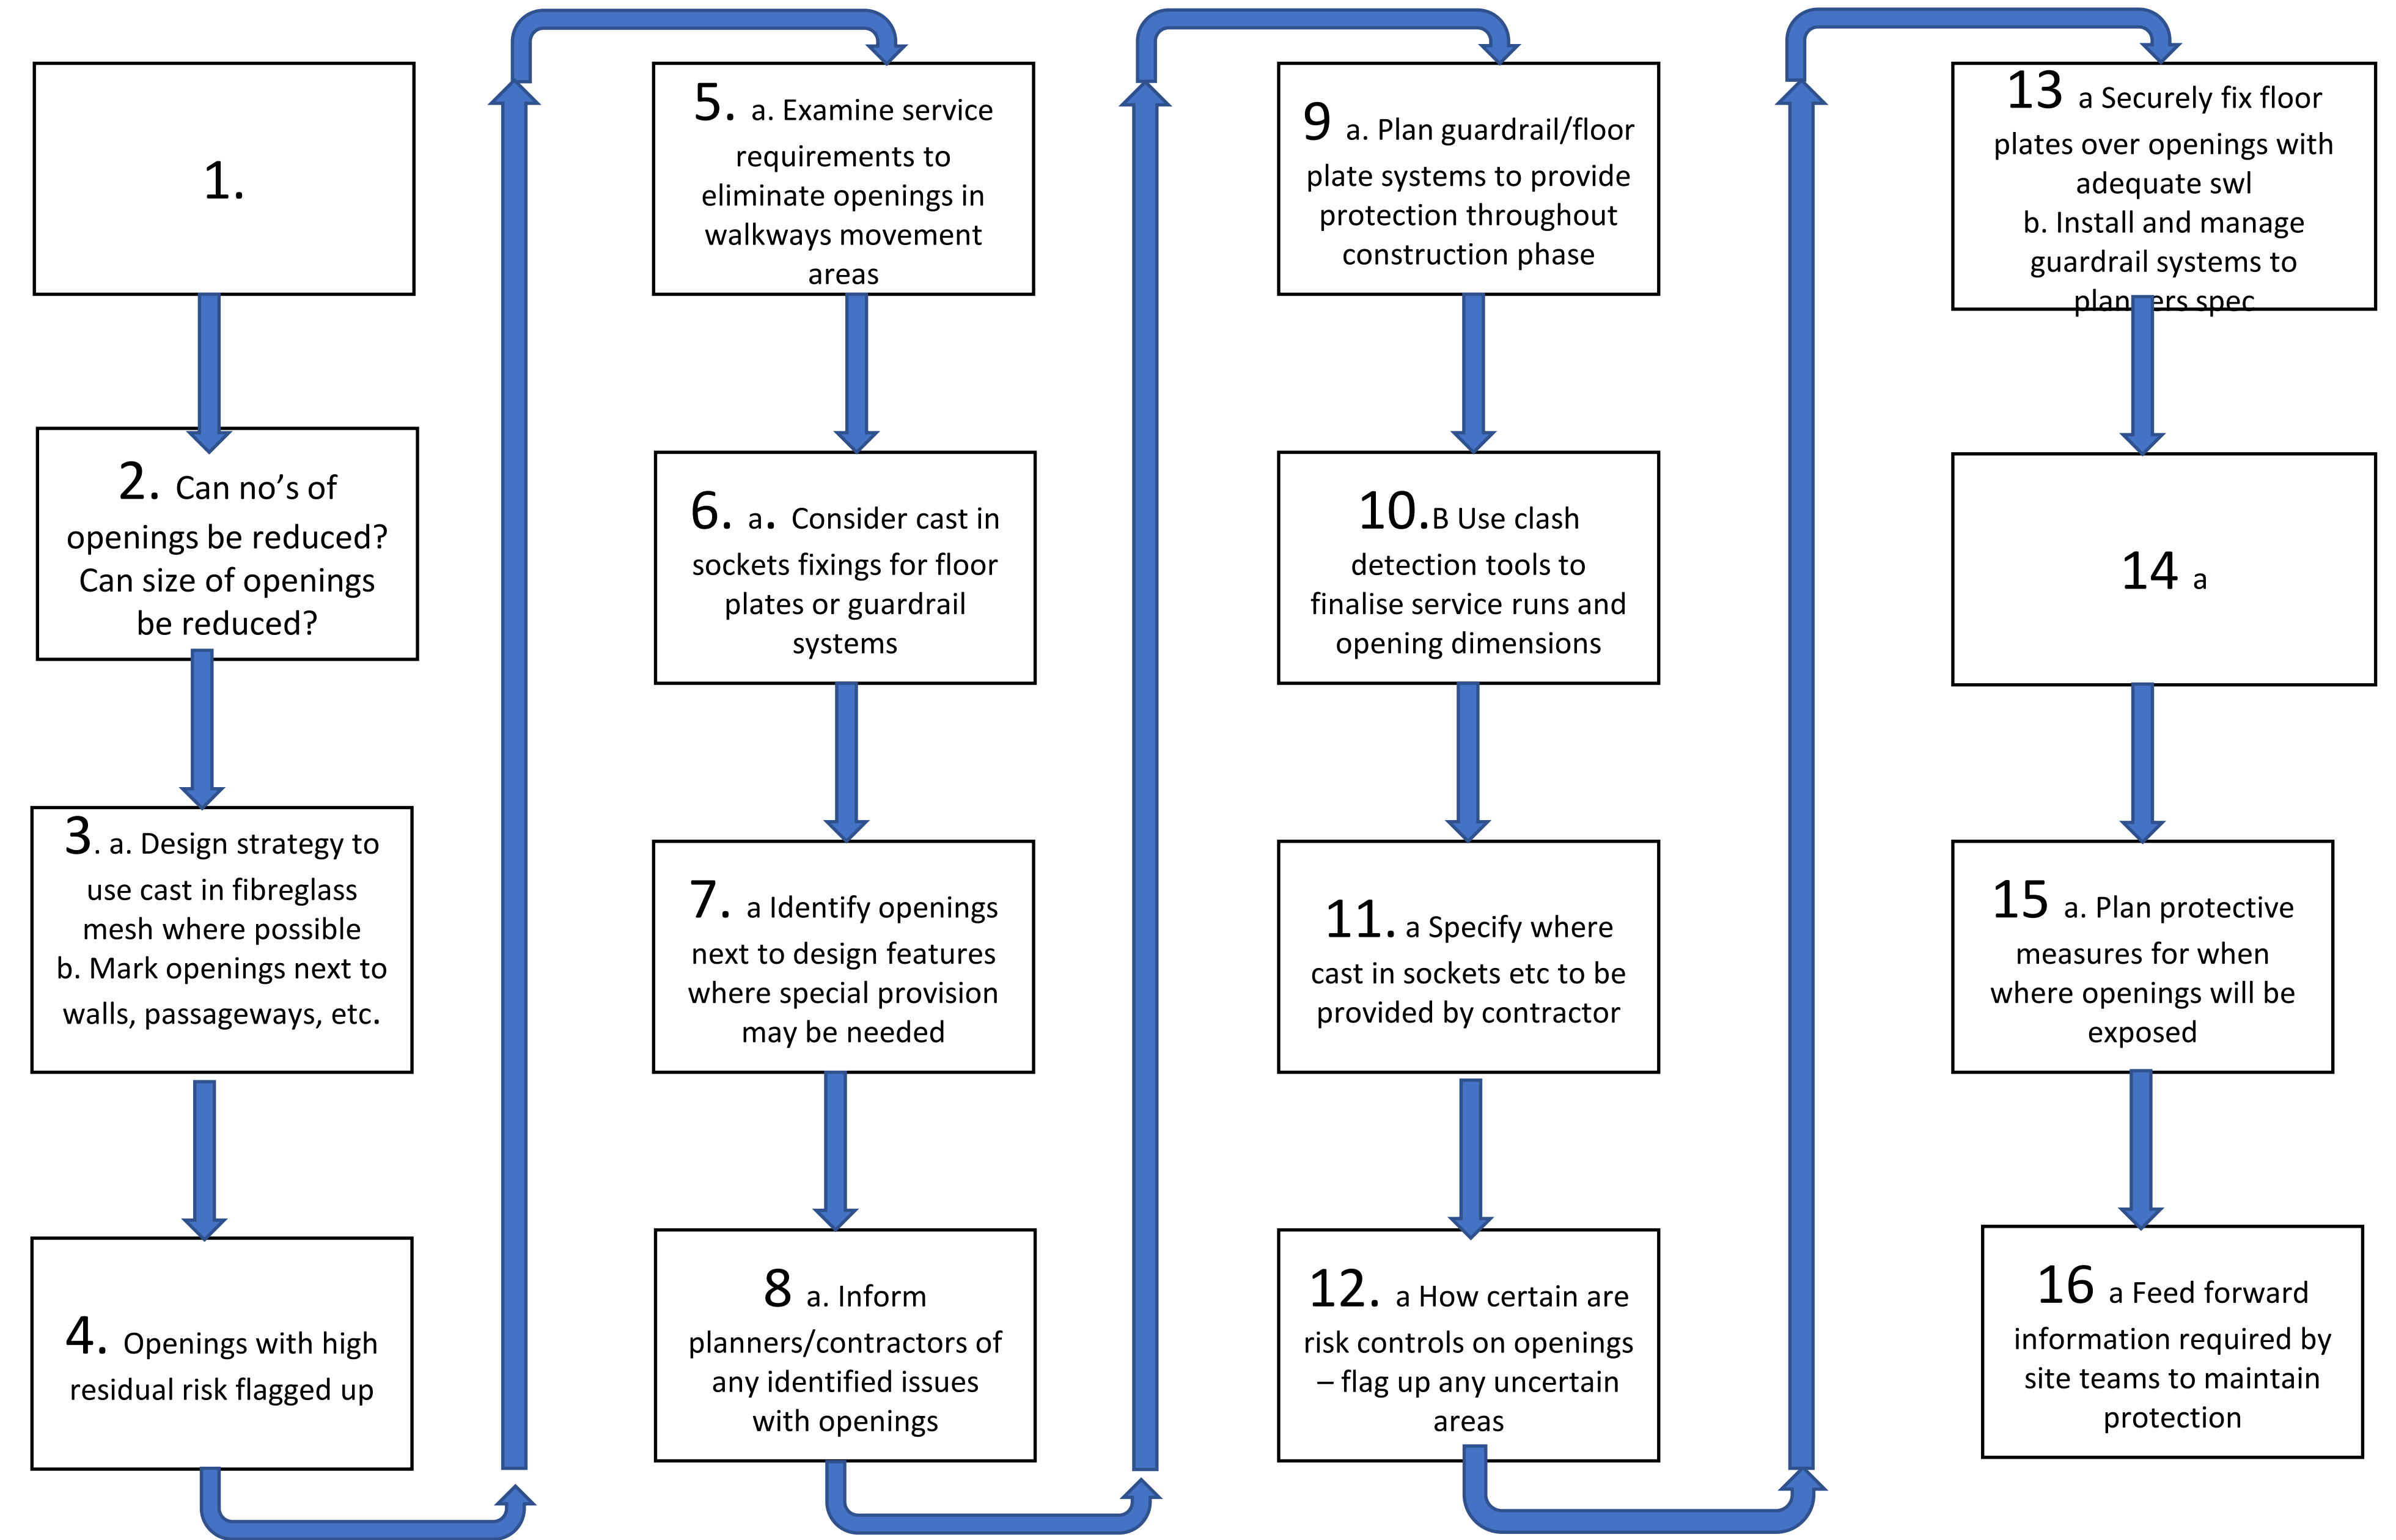 1.
2. Can no’s of
openings be reduced?
Can size of openings
be reduced?
3. a. Design strategy to
use cast in fibreglass
mesh where possible
b. Mark openings next to
walls, passageways, etc.
4. Openings with high
residual risk flagged up
5. a. Examine service
requirements to
eliminate openings in
walkways movement
areas
6. a. Consider cast in
sockets fixings for floor
plates or guardrail
systems
7. a Identify openings
next to design features
where special provision
may be needed
8 a. Inform
planners/contractors of
any identified issues
with openings
9 a. Plan guardrail/floor
plate systems to provide
protection throughout
construction phase
10.B Use clash
detection tools to
finalise service runs and
opening dimensions
11. a Specify where
cast in sockets etc to be
provided by contractor
12. a How certain are
risk controls on openings
– flag up any uncertain
areas
13 a Securely fix floor
plates over openings with
adequate swl
b. Install and manage
guardrail systems to
planners spec
14 a
15 a. Plan protective
measures for when
where openings will be
exposed
16 a Feed forward
information required by
site teams to maintain
protection